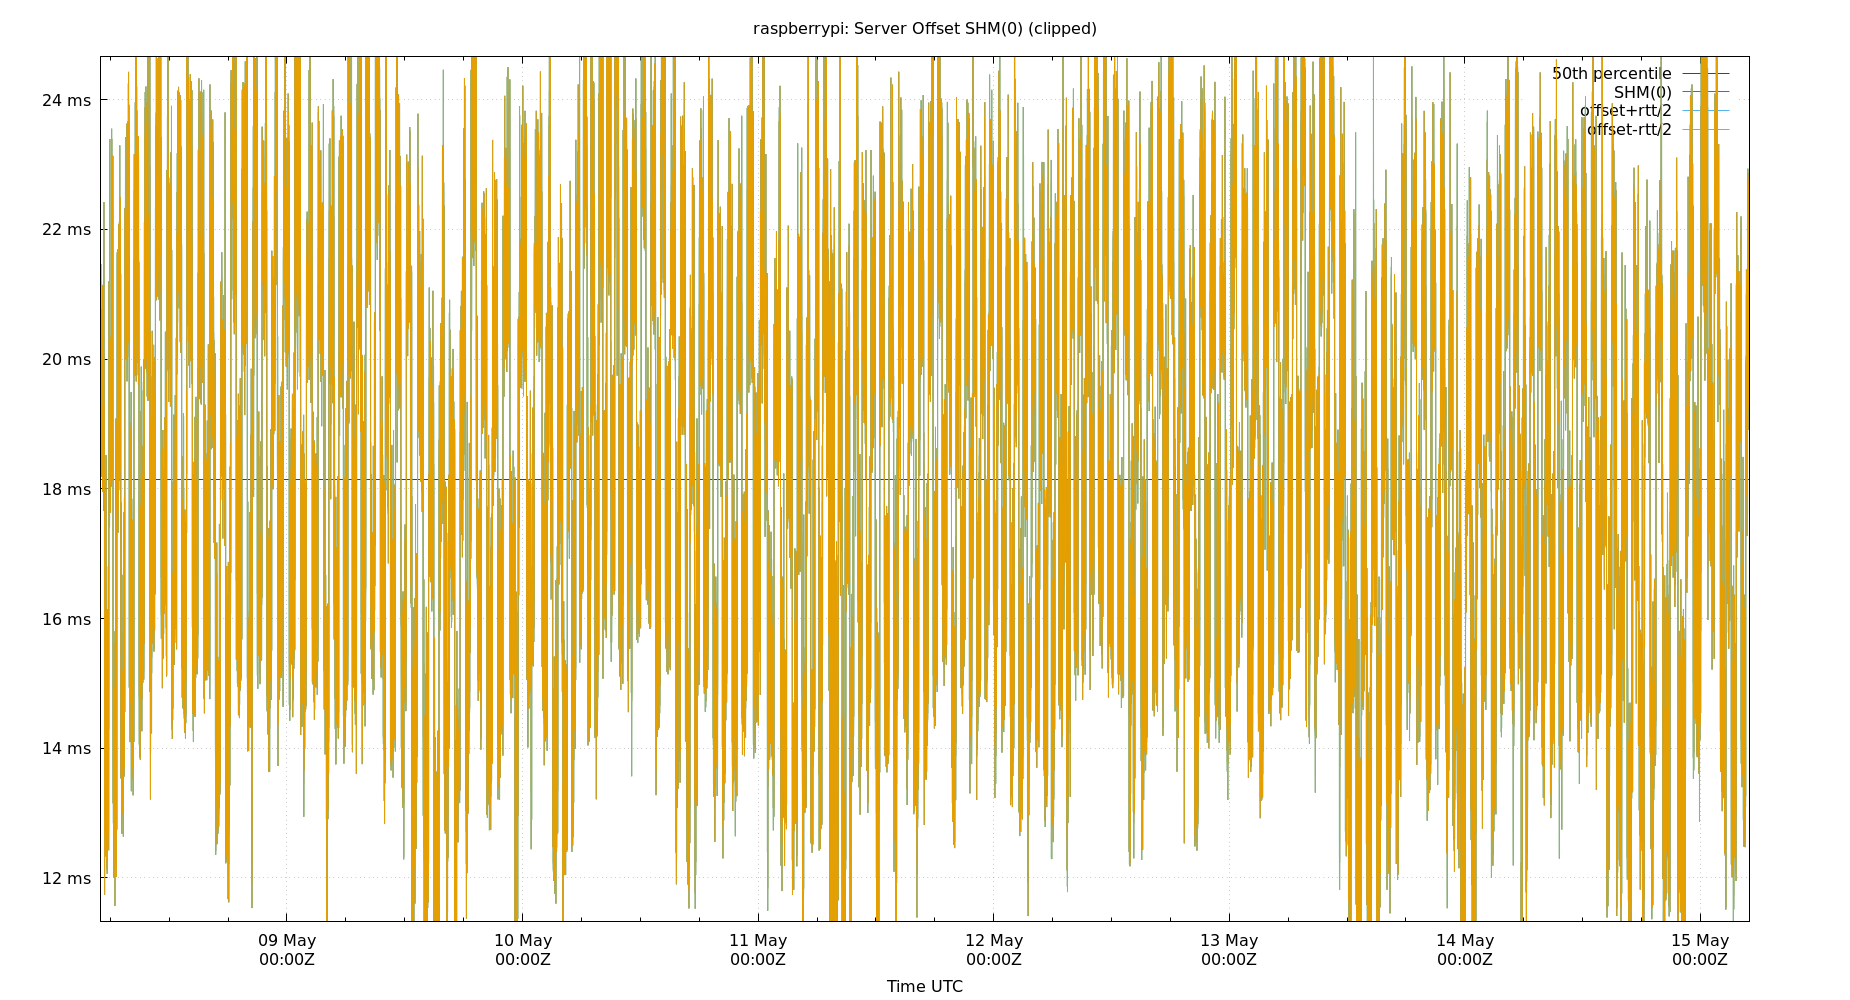 raspberrypi: Server Offset SHM(0) (clipped)
50th percentile
SHM(0)
offset+rtt/2
offset-rtt/2
24 ms
22 ms
20 ms
18 ms
16 ms
14 ms
12 ms
09 May 10 May 11 May 12 May 13 May 14 May 15 May
00:00Z 00:00Z 00:00Z 00:00Z 00:00Z 00:00Z 00:00Z
Time UTC